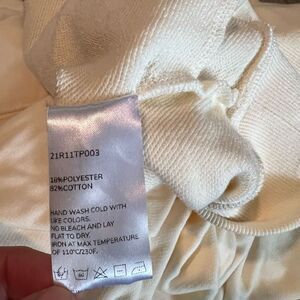 21R11TP003
18%POLYESTER
82%COTTON
HAND WASH COLD WITH
LIKE COLORS.
NO BLEACH AND LAY
FLAT TO DRY.
IRON AT MAX TEMPERATURE
OF 110°C/230F.